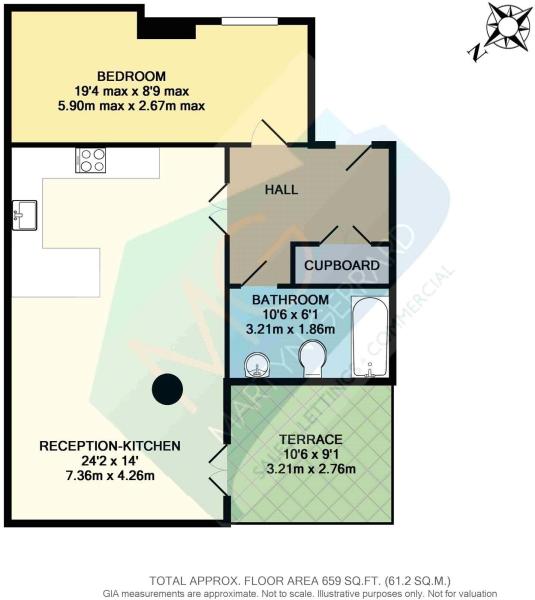 N
BEDROOM
19'4 max x 8'9 max
5.90m max x 2.67m max
HALL
CUPBOARD
BATHROOM
10'6 x 6'1
3.21m x 1.86m
RECEPTION-KITCHEN
24'2 x 14'
7.36m x 4.26m
TERRACE
10'6 x 9'1
3.21m x 2.76m
MARTYN GERRARD
SALES • LETTINGS • COMMERCIAL
TOTAL APPROX. FLOOR AREA 659 SQ.FT. (61.2 SQ.M.)
GIA measurements are approximate. Not to scale. Illustrative purposes only. Not for valuation